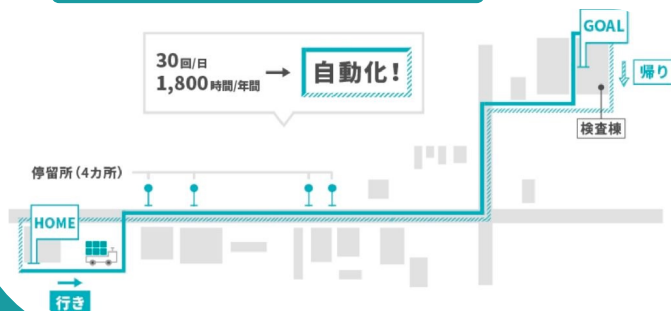 GOAL
30回/日
1,800時間/年間
→
自動化！
帰り
検査棟
停留所（4カ所）
HOME
行き